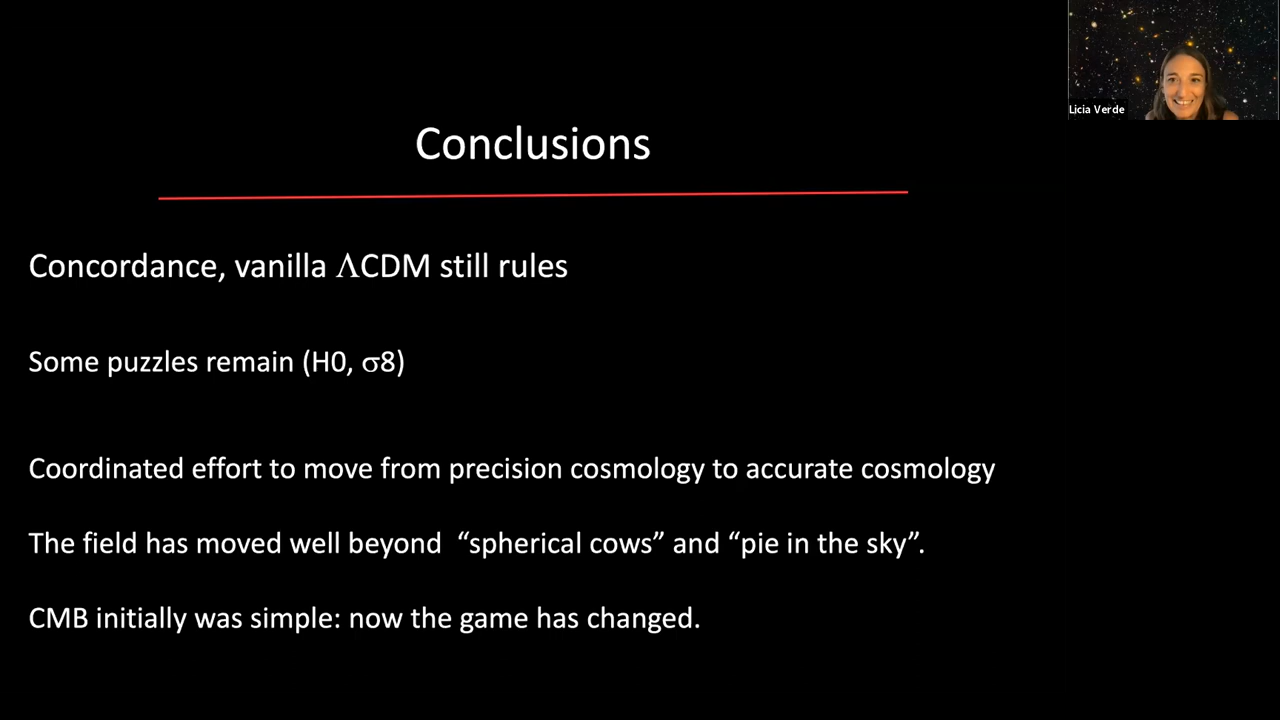 Licia Verde
Conclusions
Concordance, vanilla ΛCDM still rules
Some puzzles remain (H0, σ8)
Coordinated effort to move from precision cosmology to accurate cosmology
The field has moved well beyond “spherical cows” and “pie in the sky”.
CMB initially was simple: now the game has changed.